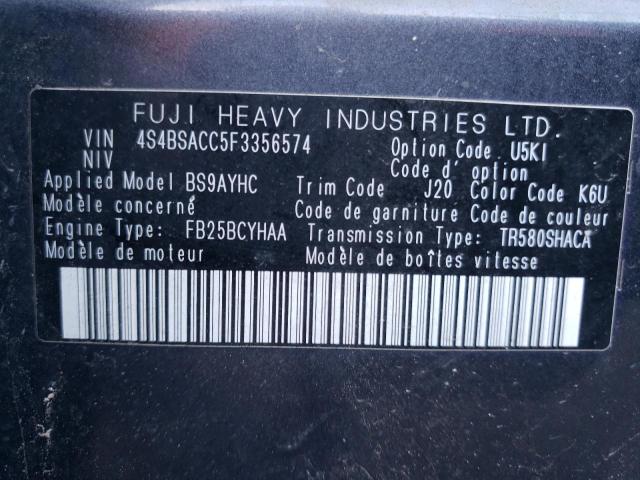 FUJI HEAVY INDUSTRIES LTD.
VIN 4S4BSACC5F3356574 Option Code U5KI
NIV Code d'option
Applied Model BS9AYHC Trim Code J20 Color Code K6U
Modèle concerné Code de garniture Code de couleur
Engine Type: FB25BCYHAA Transmission Type: TR580SHACA
Modèle de moteur Modèle de boîtes vitesse